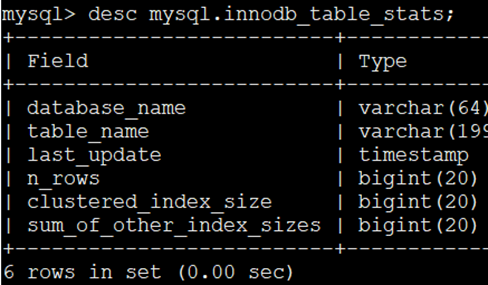 mysql> desc mysql.innodb_table_stats;
+--------------------------+-------------
| Field                    | Type
+--------------------------+-------------
| database_name            | varchar(64)
| table_name               | varchar(199
| last_update              | timestamp
| n_rows                   | bigint(20)
| clustered_index_size     | bigint(20)
| sum_of_other_index_sizes | bigint(20)
+--------------------------+-------------
6 rows in set (0.00 sec)